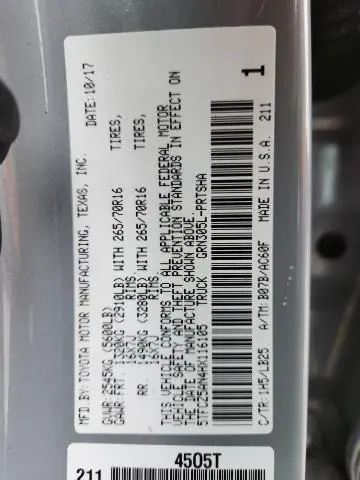 MFD. BY: TOYOTA MOTOR MANUFACTURING, TEXAS, INC. DATE: 10/17
GVWR: 2545KG (5600LB)
GAWR: FRT. 1320KG (2910LB) WITH 265/70R16 TIRES,
16X7J RIMS
RR. 1490KG (3280LB) WITH 265/70R16 TIRES,
RIMS
THIS VEHICLE CONFORMS TO ALL APPLICABLE FEDERAL MOTOR
VEHICLE SAFETY AND THEFT PREVENTION STANDARDS IN EFFECT ON
THE DATE OF MANUFACTURE SHOWN ABOVE.
5TFCZ5AN4HX116105 TRUCK GRN305L-PRTSHA
C/TR: 1H5/LD25 A/TM: B07B/AC60F MADE IN U.S.A. 211
1
211 4505T